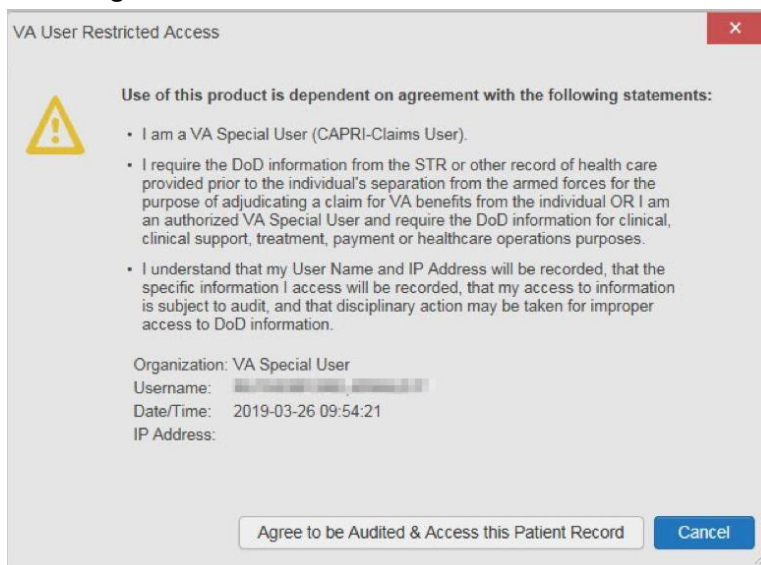 VA User Restricted Access
Use of this product is dependent on agreement with the following statements:
• I am a VA Special User (CAPRI-Claims User).
• I require the DoD information from the STR or other record of health care
provided prior to the individual's separation from the armed forces for the
purpose of adjudicating a claim for VA benefits from the individual OR I am
an authorized VA Special User and require the DoD information for clinical,
clinical support, treatment, payment or healthcare operations purposes.
• I understand that my User Name and IP Address will be recorded, that the
specific information I access will be recorded, that my access to information
is subject to audit, and that disciplinary action may be taken for improper
access to DoD information.
Organization: VA Special User
Username:
Date/Time: 2019-03-26 09:54:21
IP Address:
Agree to be Audited & Access this Patient Record
Cancel